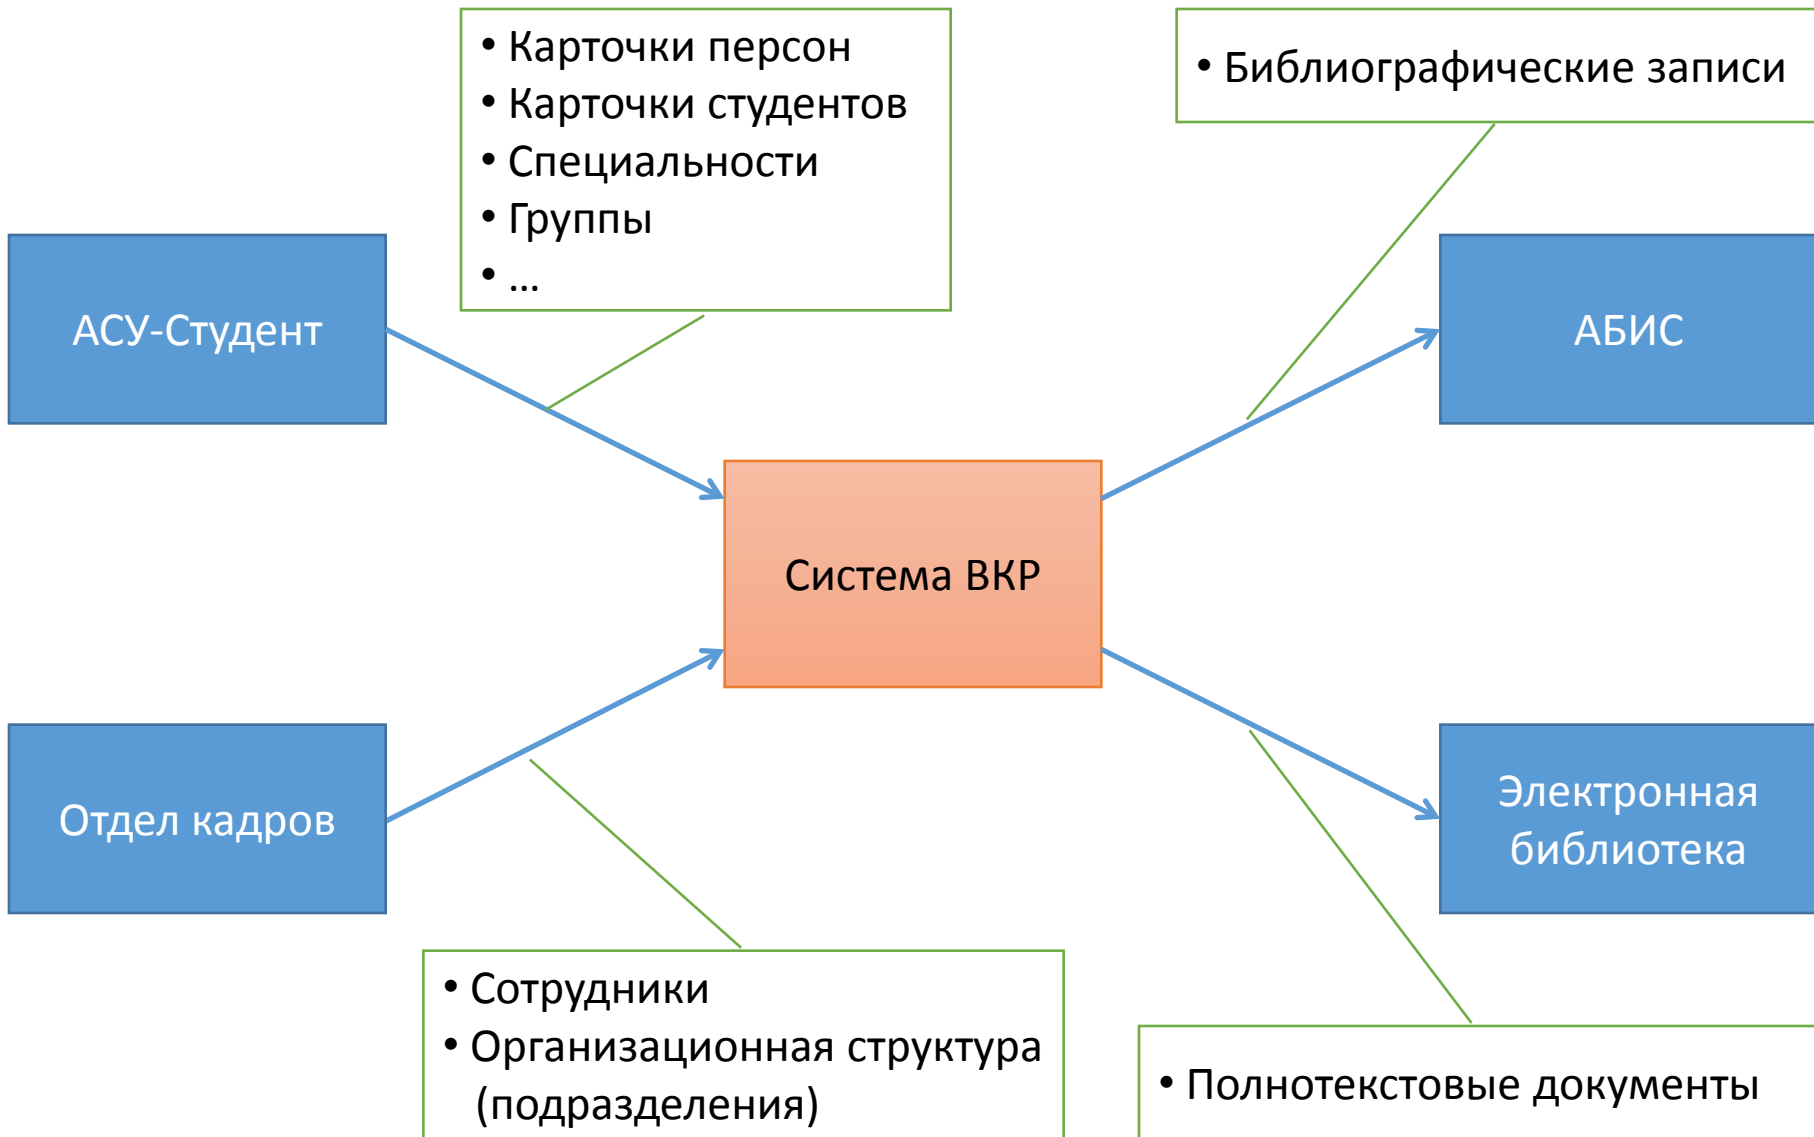 • Карточки персон
• Карточки студентов
• Специальности
• Группы
• ...
• Библиографические записи
АСУ-Студент
АБИС
Система ВКР
Отдел кадров
Электронная
библиотека
• Сотрудники
• Организационная структура
(подразделения)
• Полнотекстовые документы